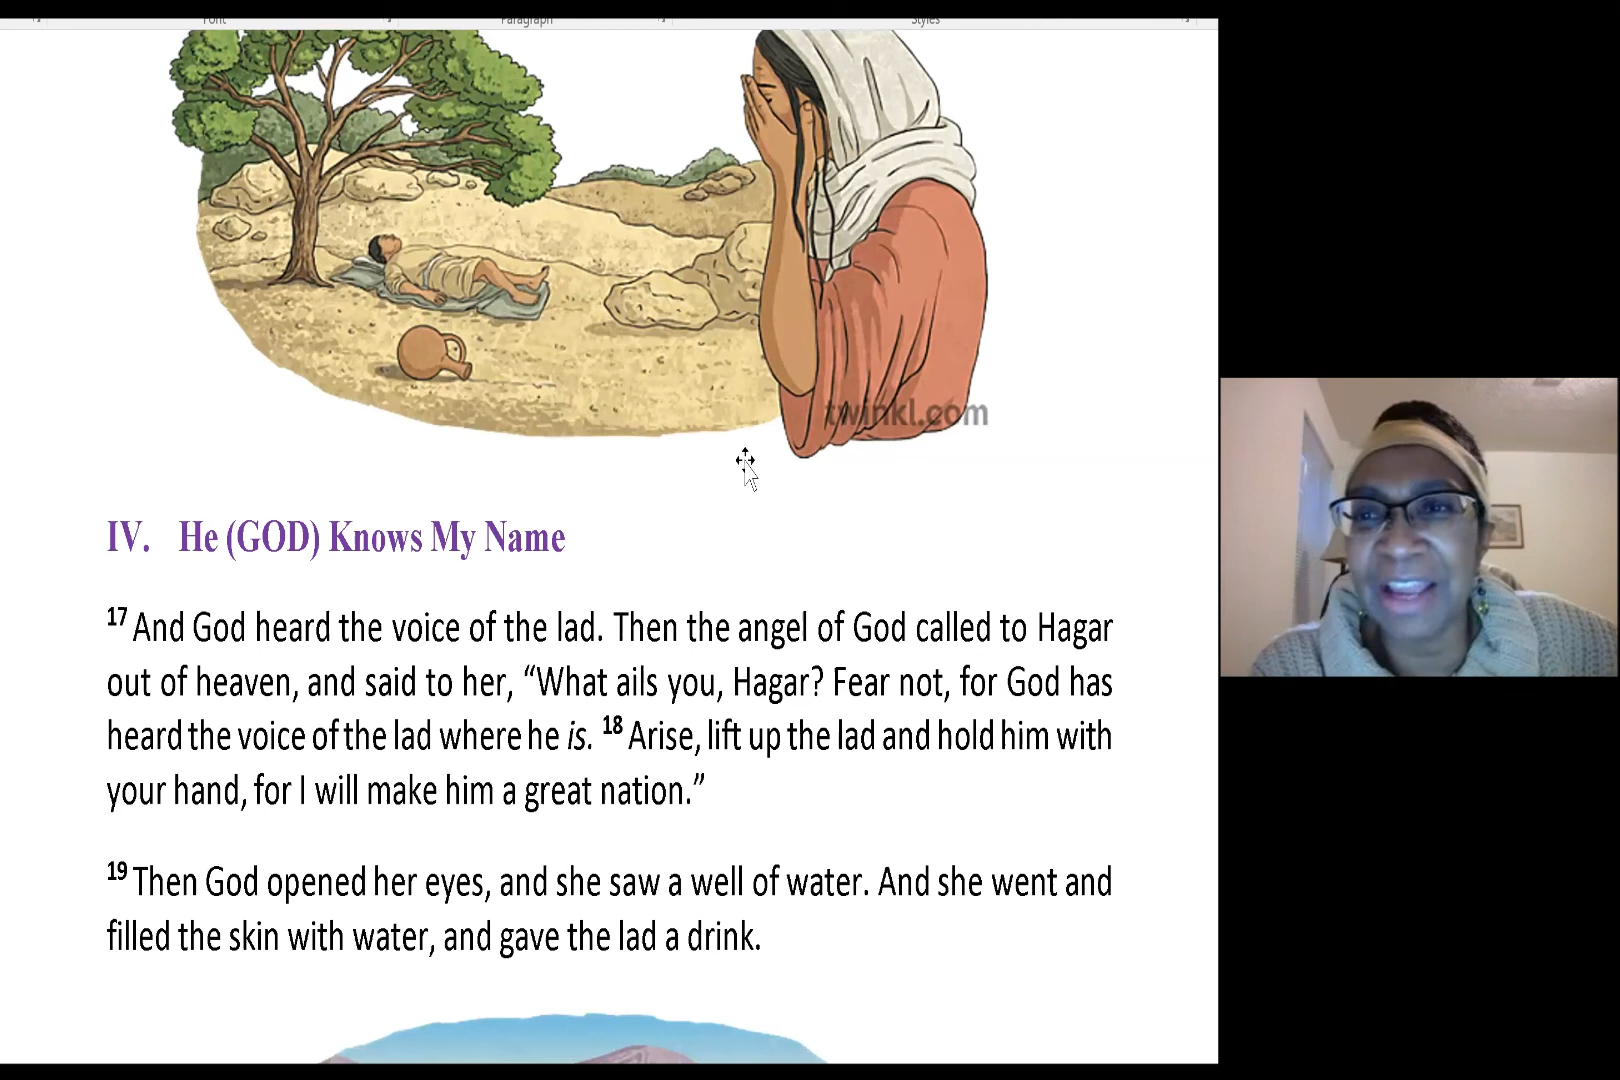 Font Paragraph Styles
twinkl.com
IV. He (GOD) Knows My Name
17 And God heard the voice of the lad. Then the angel of God called to Hagar
out of heaven, and said to her, “What ails you, Hagar? Fear not, for God has
heard the voice of the lad where he is. 18 Arise, lift up the lad and hold him with
your hand, for I will make him a great nation.”
19 Then God opened her eyes, and she saw a well of water. And she went and
filled the skin with water, and gave the lad a drink.